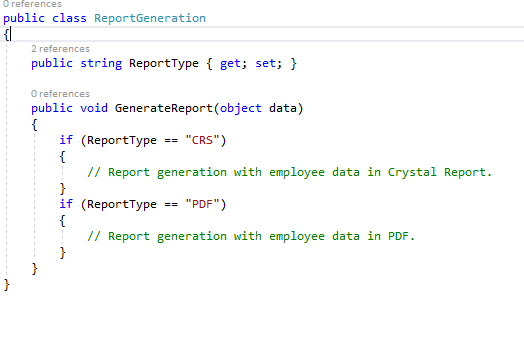 0 references
public class ReportGeneration
{
2 references
public string ReportType { get; set; }
0 references
public void GenerateReport(object data)
{
if (ReportType == "CRS")
{
// Report generation with employee data in Crystal Report.
}
if (ReportType == "PDF")
{
// Report generation with employee data in PDF.
}
}
}